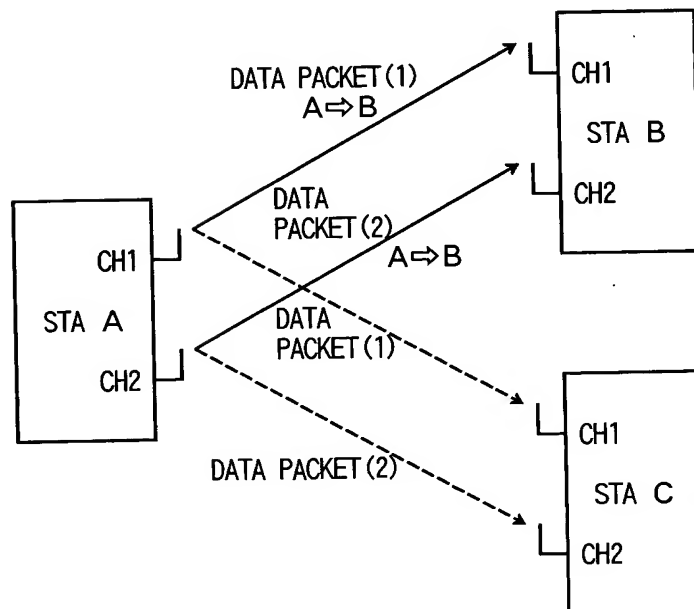 DATA PACKET(1)
A⇨B
CH1
STA B
CH2
DATA
PACKET(2)
A⇨B
CH1
STA A
CH2
DATA
PACKET(1)
CH1
STA C
CH2
DATA PACKET(2)